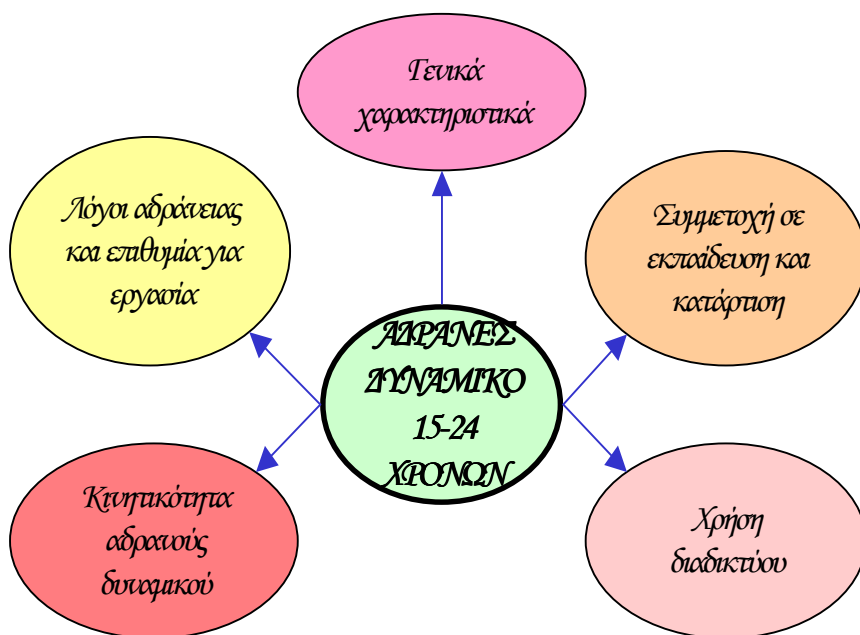 Γενικά
χαρακτηριστικά
Λόγοι αδράνειας
και επιθυμία για
εργασία
Συμμετοχή σε
εκπαίδευση και
κατάρτιση
ΑΔΡΑΝΕΣ
ΔΥΝΑΜΙΚΟ
15-24
ΧΡΟΝΩΝ
Κινητικότητα
αδρανούς
δυναμικού
Χρήση
διαδικτύου